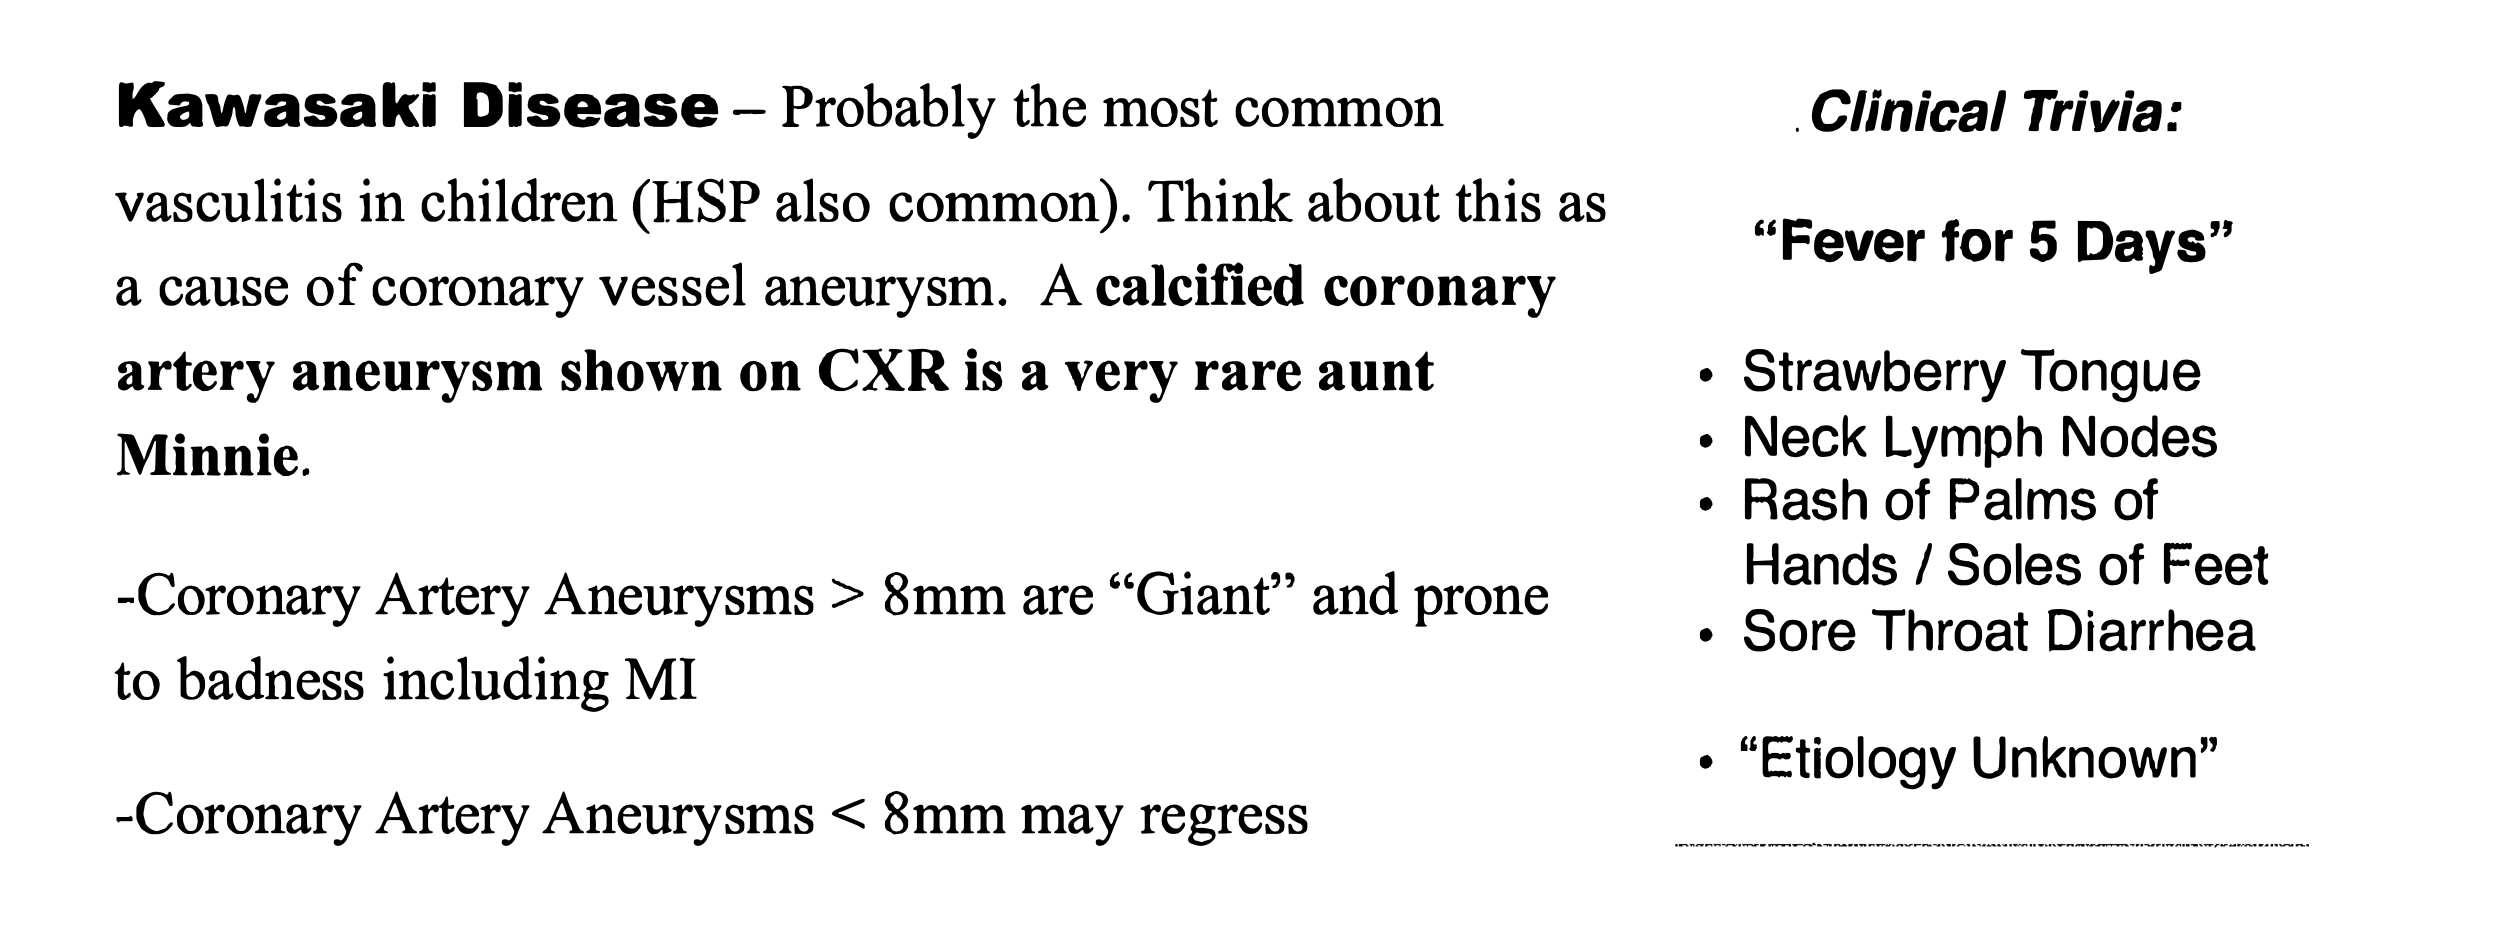 Kawasaki Disease - Probably the most common
vasculitis in children (HSP also common). Think about this as
a cause of coronary vessel aneurysm. A calcified coronary
artery aneurysm shown on CXR is a very rare aunt
Minnie.
-Coronary Artery Aneurysms > 8mm are “Giant” and prone
to badness including MI
-Coronary Artery Aneurysms < 8mm may regress
Clinical Trivia:
“Fever for 5 Days”
• Strawberry Tongue
• Neck Lymph Nodes
• Rash of Palms of
Hands / Soles of Feet
• Sore Throat Diarrhea
• “Etiology Unknown”